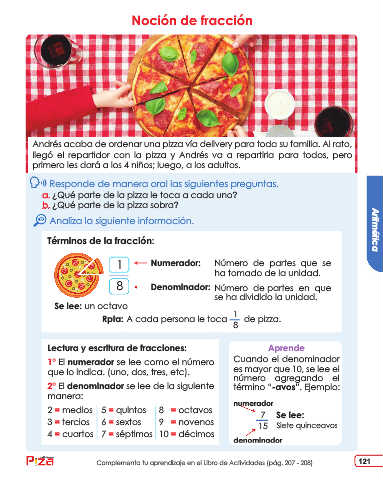 Noción de fracción
Andrés acaba de ordenar una pizza vía delivery para toda su familia. Al rato,
llegó el repartidor con la pizza y Andrés va a repartirla para todos, pero
primero les dará a los 4 niños; luego, a los adultos.
Responde de manera oral las siguientes preguntas.
a. ¿Qué parte de la pizza le toca a cada uno?
b. ¿Qué parte de la pizza sobra?
Analiza la siguiente información.
Términos de la fracción:
1 Numerador: Número de partes que se
ha tomado de la unidad.
8 Denominador: Número de partes en que
se ha dividido la unidad.
Se lee: un octavo
Rpta: A cada persona le toca 1/8 de pizza.
Lectura y escritura de fracciones:
1° El numerador se lee como el número
que lo indica. (uno, dos, tres, etc).
2° El denominador se lee de la siguiente
manera:
2 = medios 5 = quintos 8 = octavos
3 = tercios 6 = sextos 9 = novenos
4 = cuartos 7 = séptimos 10 = décimos
Aprende
Cuando el denominador
es mayor que 10, se lee el
número agregando el
término "-avos". Ejemplo:
numerador
7 Se lee:
15 Siete quinceavos
denominador
Aritmética
Pizza
Complementa tu aprendizaje en el Libro de Actividades (pág. 207 - 208)
121